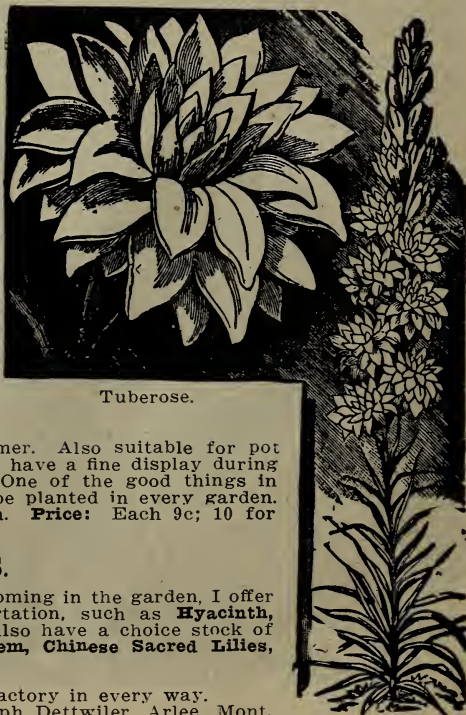 Tuberose.
mer. Also suitable for pot
have a fine display during
One of the good things in
be planted in every garden.
Price: Each 9c; 10 for
S.
oming in the garden, I offer
rtation, such as Hyacinth,
also have a choice stock of
em, Chinese Sacred Lilies,
actory in every way.
ph Dettwiler, Arlee, Mont.